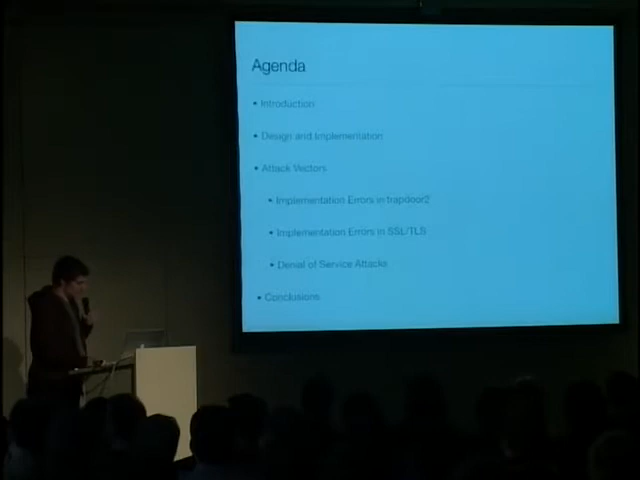 Agenda
• Introduction
• Design and Implementation
• Attack Vectors
• Implementation Errors in trapdoor2
• Implementation Errors in SSL/TLS
• Denial of Service Attacks
• Conclusions